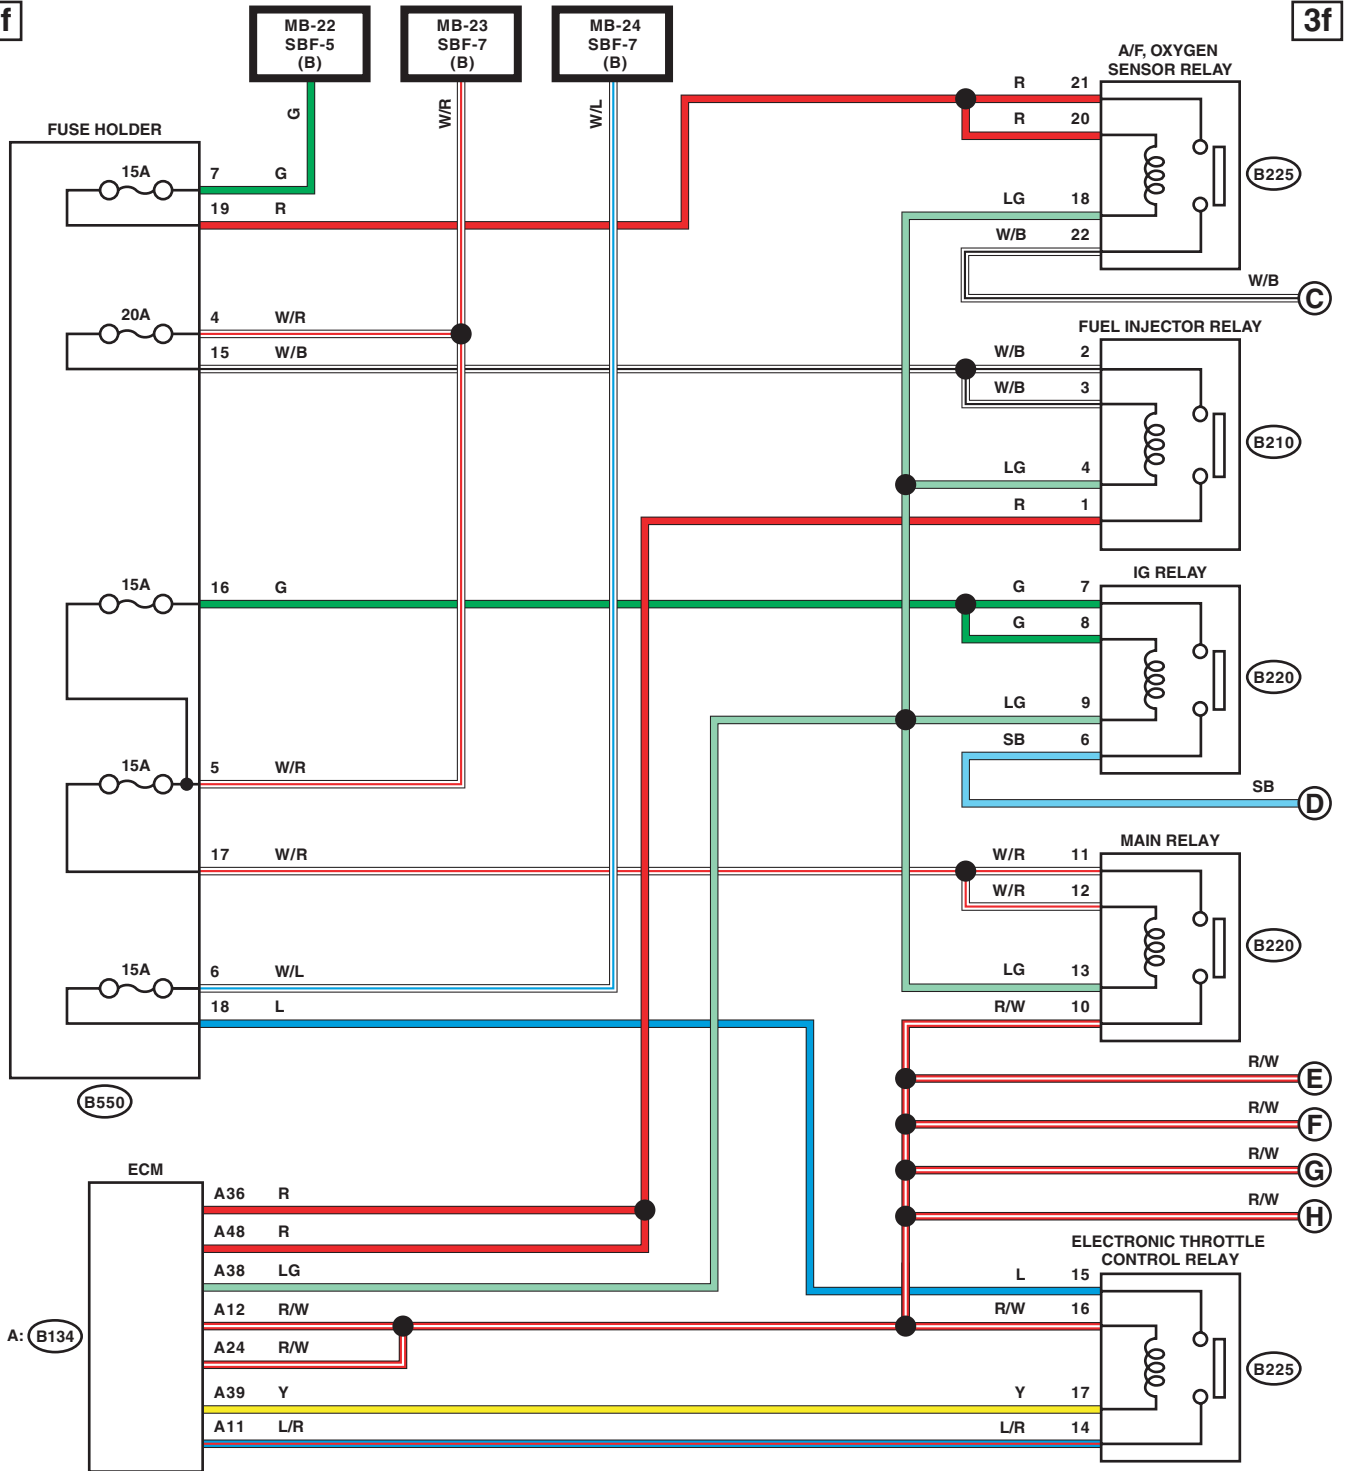 f
3f
MB-22
SBF-5
(B)
MB-23
SBF-7
(B)
MB-24
SBF-7
(B)
G
W/R
W/L
FUSE HOLDER
15A
7 G
19 R
20A
4 W/R
15 W/B
15A
16 G
15A
5 W/R
17 W/R
15A
6 W/L
18 L
B550
A/F, OXYGEN
SENSOR RELAY
R 21
R 20
LG 18
W/B 22
B225
W/B C
FUEL INJECTOR RELAY
W/B 2
W/B 3
LG 4
R 1
B210
IG RELAY
G 7
G 8
LG 9
SB 6
B220
SB D
MAIN RELAY
W/R 11
W/R 12
LG 13
R/W 10
B220
R/W E
R/W F
R/W G
R/W H
ELECTRONIC THROTTLE
CONTROL RELAY
L 15
R/W 16
Y 17
L/R 14
B225
ECM
A36 R
A48 R
A38 LG
A12 R/W
A24 R/W
A39 Y
A11 L/R
A: B134